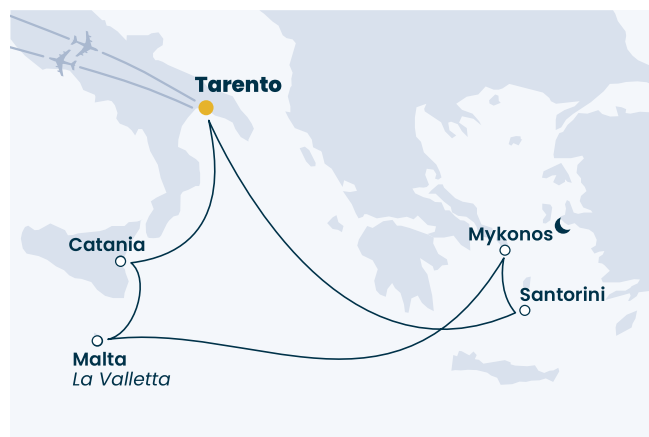 Tarento
Mykonos
Catania
Santorini
Malta
La Valletta